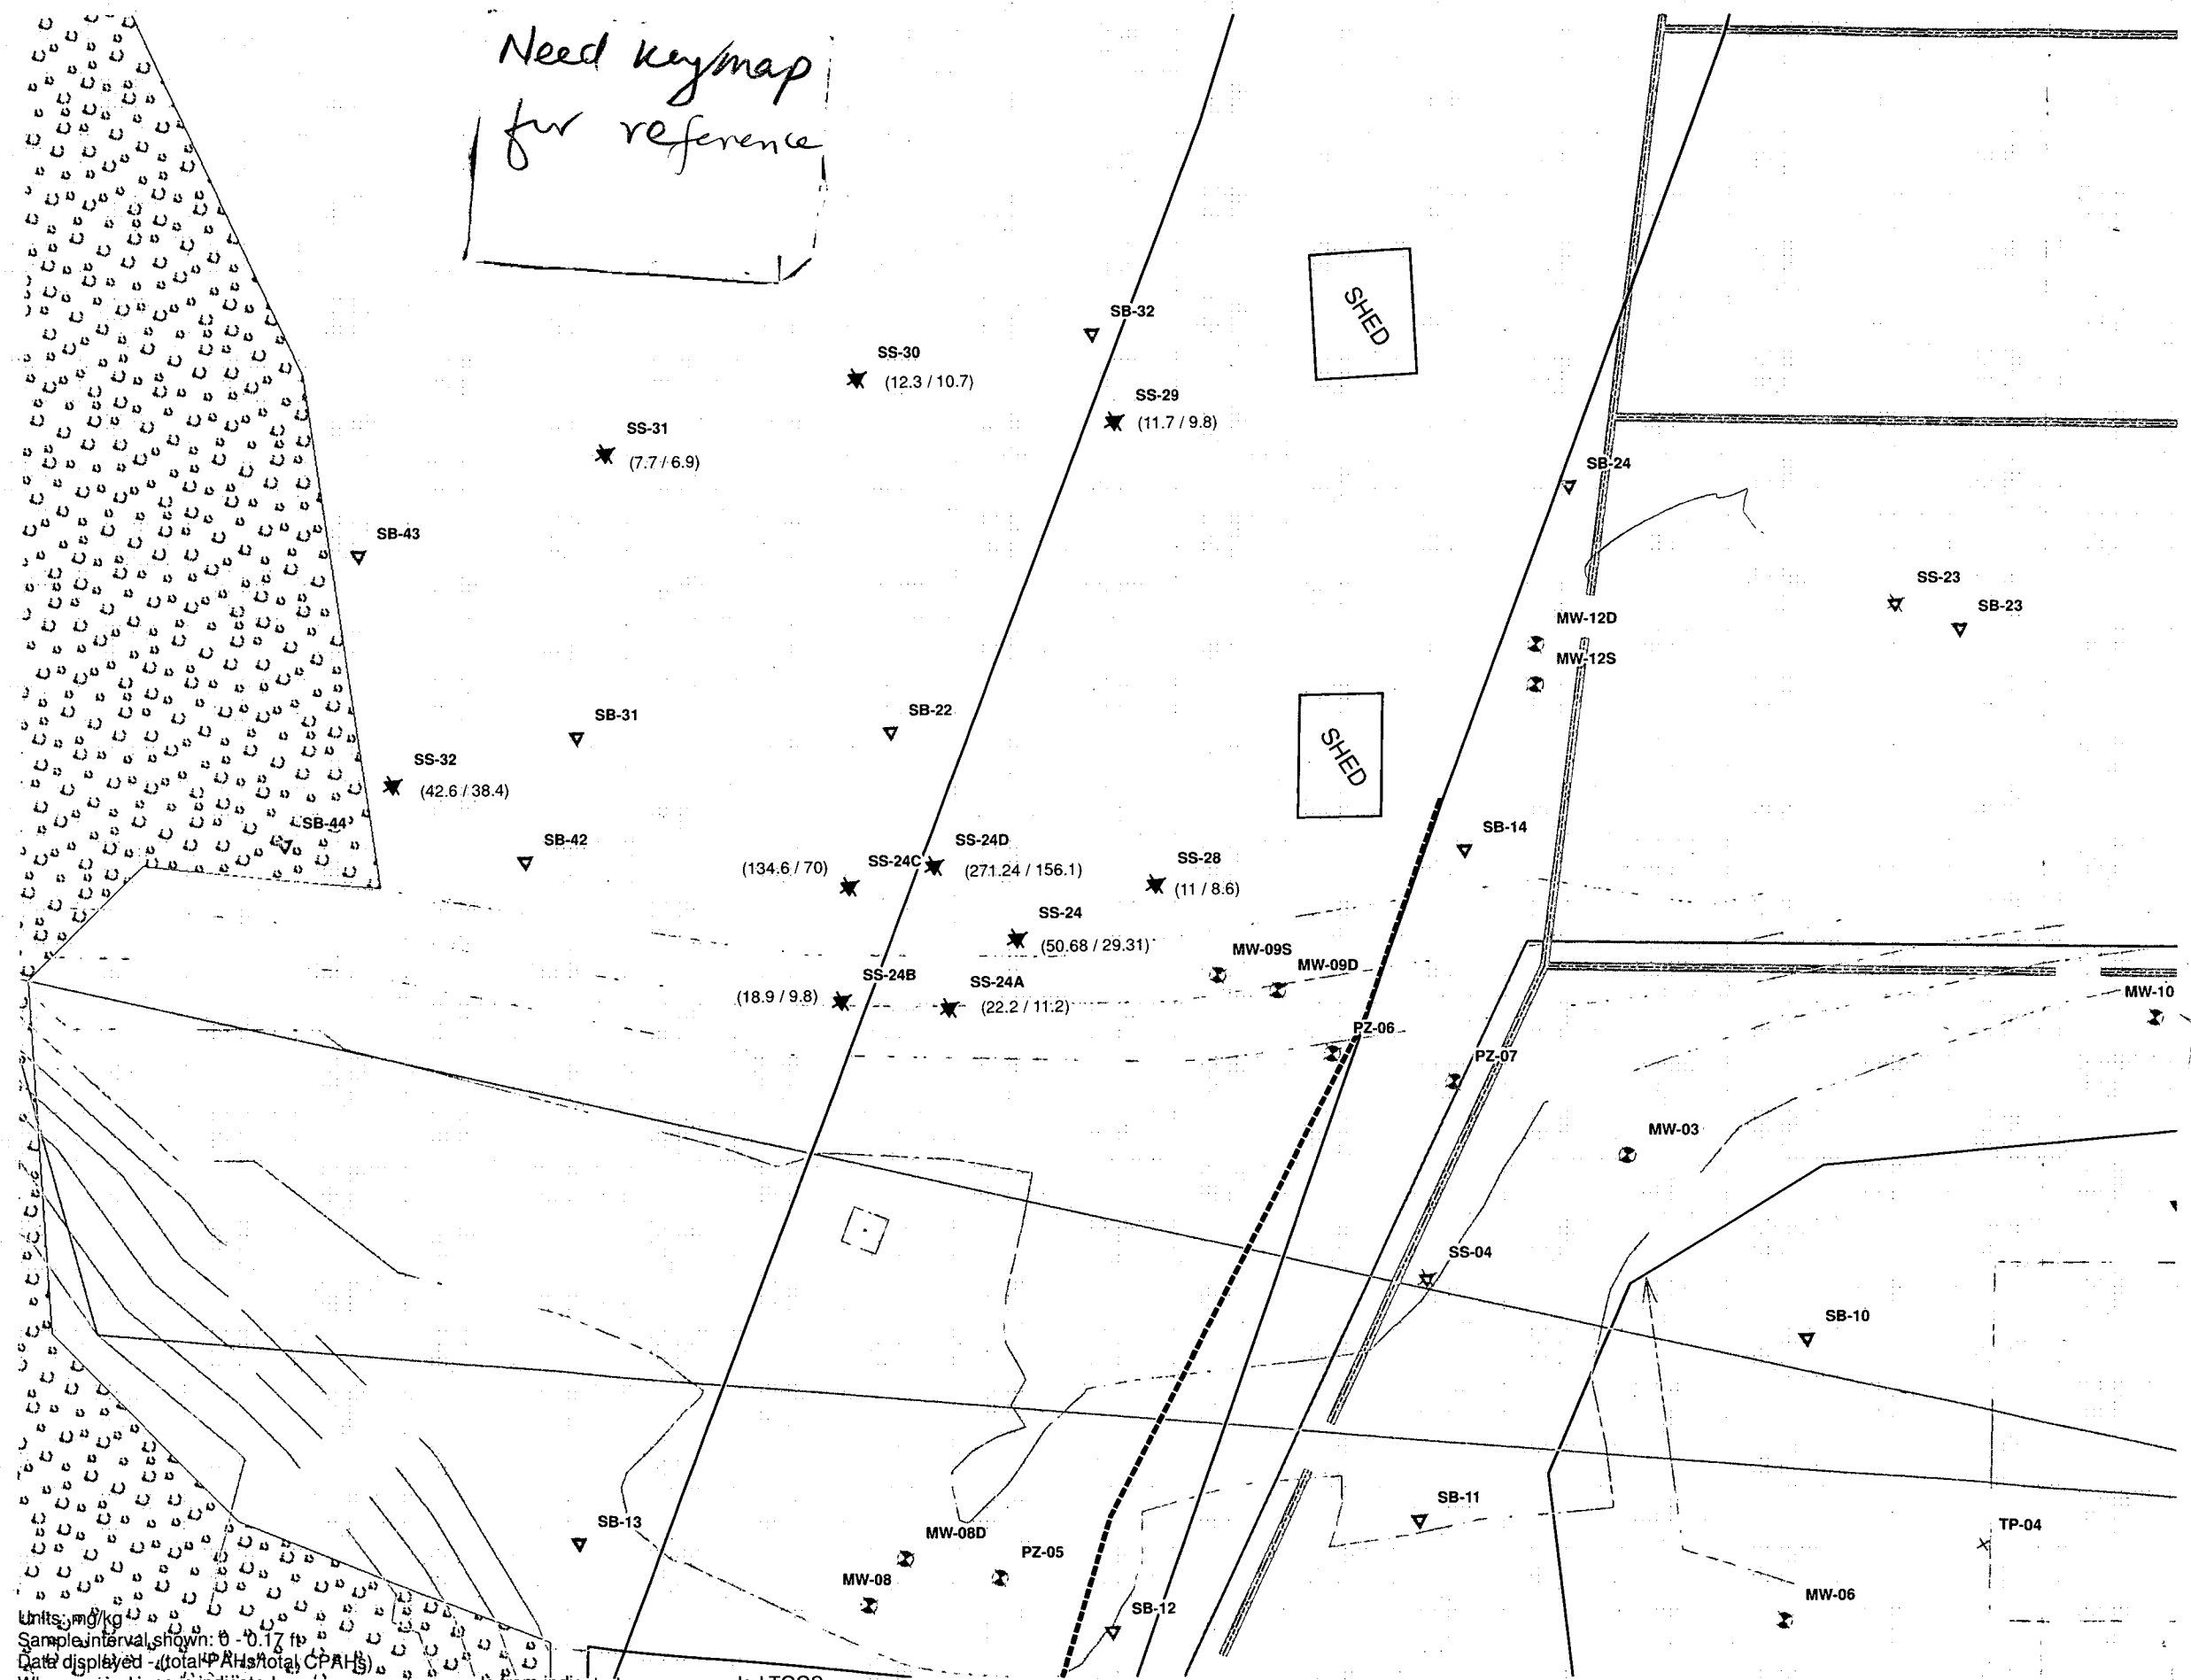 Need key/map
for reference
SHED
SB-32
SS-30
(12.3 / 10.7)
SS-29
(11.7 / 9.8)
SS-31
(7.7 / 6.9)
SB-24
SB-43
SS-23
SB-23
MW-12D
MW-12S
SB-31
SB-22
SHED
SS-32
(42.6 / 38.4)
SB-44
SB-42
SB-14
SS-24D
(271.24 / 156.1)
SS-24C
(134.6 / 70)
SS-28
(11 / 8.6)
SS-24
(50.68 / 29.31)
MW-09S
MW-09D
SS-24B
(18.9 / 9.8)
SS-24A
(22.2 / 11.2)
MW-10
PZ-06
PZ-07
MW-03
SS-04
SB-10
SB-11
SB-13
MW-08D
PZ-05
TP-04
MW-08
SB-12
MW-06
Units: mg/kg
Sample interval shown: 0 - 0.17 ft
Data displayed - (total PAHs/total CPAHs)